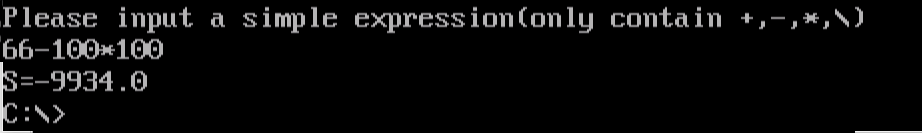 Please input a simple expression(only contain +,-,*,\)
66-100*100
S=-9934.0
C:\>